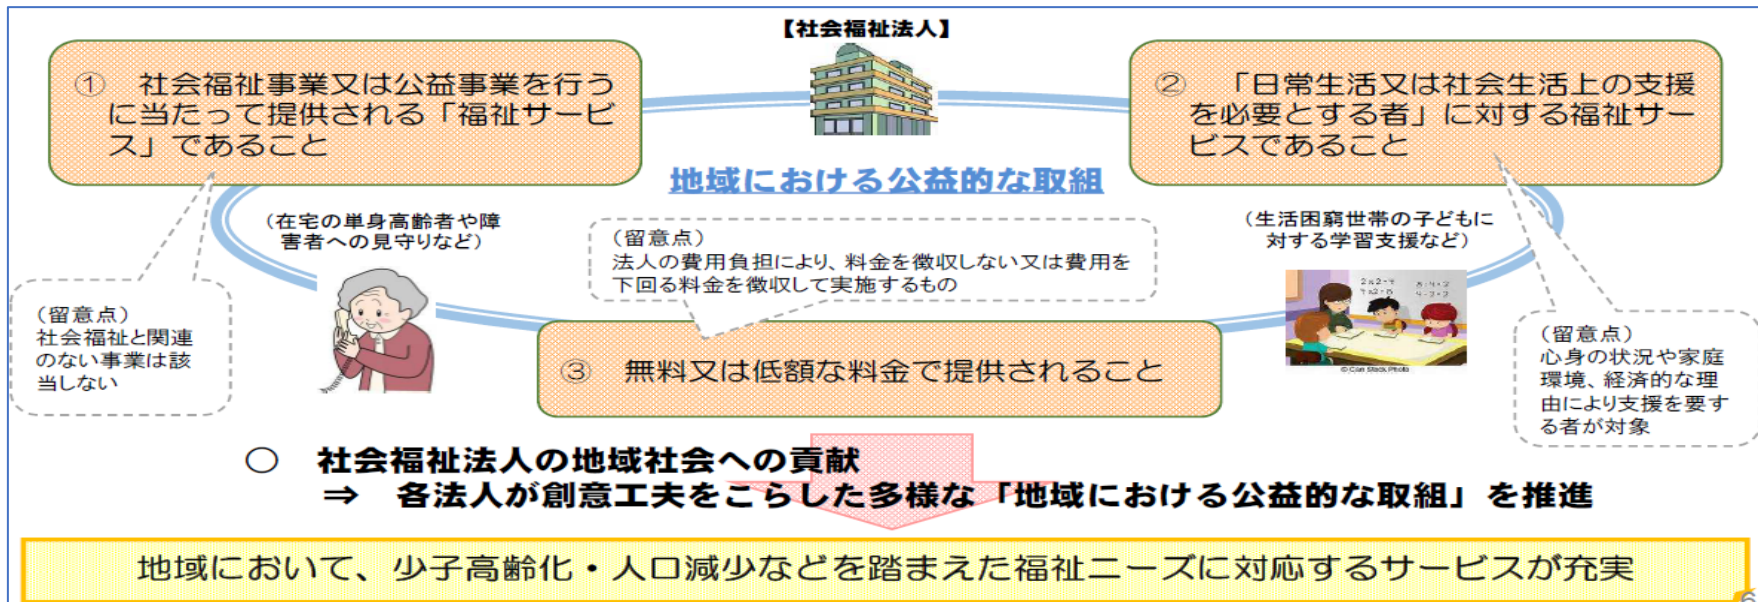 【社会福祉法人】
① 社会福祉事業又は公益事業を行う
に当たって提供される「福祉サービ
ス」であること
② 「日常生活又は社会生活上の支援
を必要とする者」に対する福祉サー
ビスであること
地域における公益的な取組
（在宅の単身高齢者や障
害者への見守りなど）
（留意点）
法人の費用負担により、料金を徴収しない又は費用を
下回る料金を徴収して実施するもの
（生活困窮世帯の子どもに
対する学習支援など）
（留意点）
社会福祉と関連
のない事業は該
当しない
③ 無料又は低額な料金で提供されること
© Can Stock Photo
（留意点）
心身の状況や家庭
環境、経済的な理
由により支援を要す
る者が対象
○ 社会福祉法人の地域社会への貢献
⇒ 各法人が創意工夫をこらした多様な「地域における公益的な取組」を推進
地域において、少子高齢化・人口減少などを踏まえた福祉ニーズに対応するサービスが充実
6